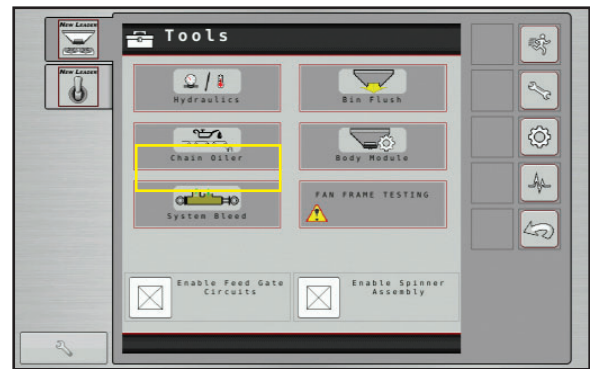 New Leader
Tools
New Leader
Hydraulics
Bin Flush
Chain Oiler
Body Module
System Bleed
FAN FRAME TESTING
Enable Feed Gate
Circuits
Enable Spinner
Assembly